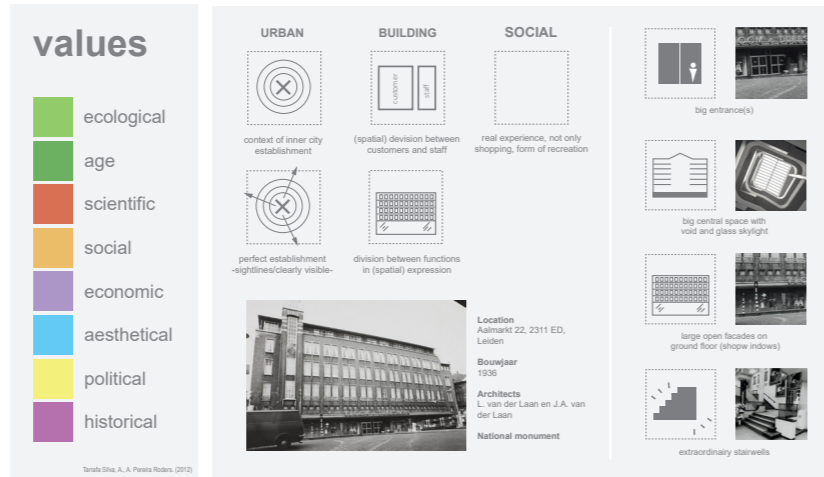 values
ecological
age
scientific
social
economic
aesthetical
political
historical
Tarrafa Silva, A., A. Pereira Roders. (2012)
URBAN
BUILDING
SOCIAL
customer
staff
context of inner city
establishment
(spatial) devision between
customers and staff
real experience, not only
shopping, form of recreation
perfect establishment
-sightlines/clearly visible-
division between functions
in (spatial) expression
Location
Aalmarkt 22, 2311 ED,
Leiden
Bouwjaar
1936
Architects
L. van der Laan en J.A. van
der Laan
National monument
big entrance(s)
big central space with
void and glass skylight
large open facades on
ground floor (shopw indows)
extraordinairy stairwells